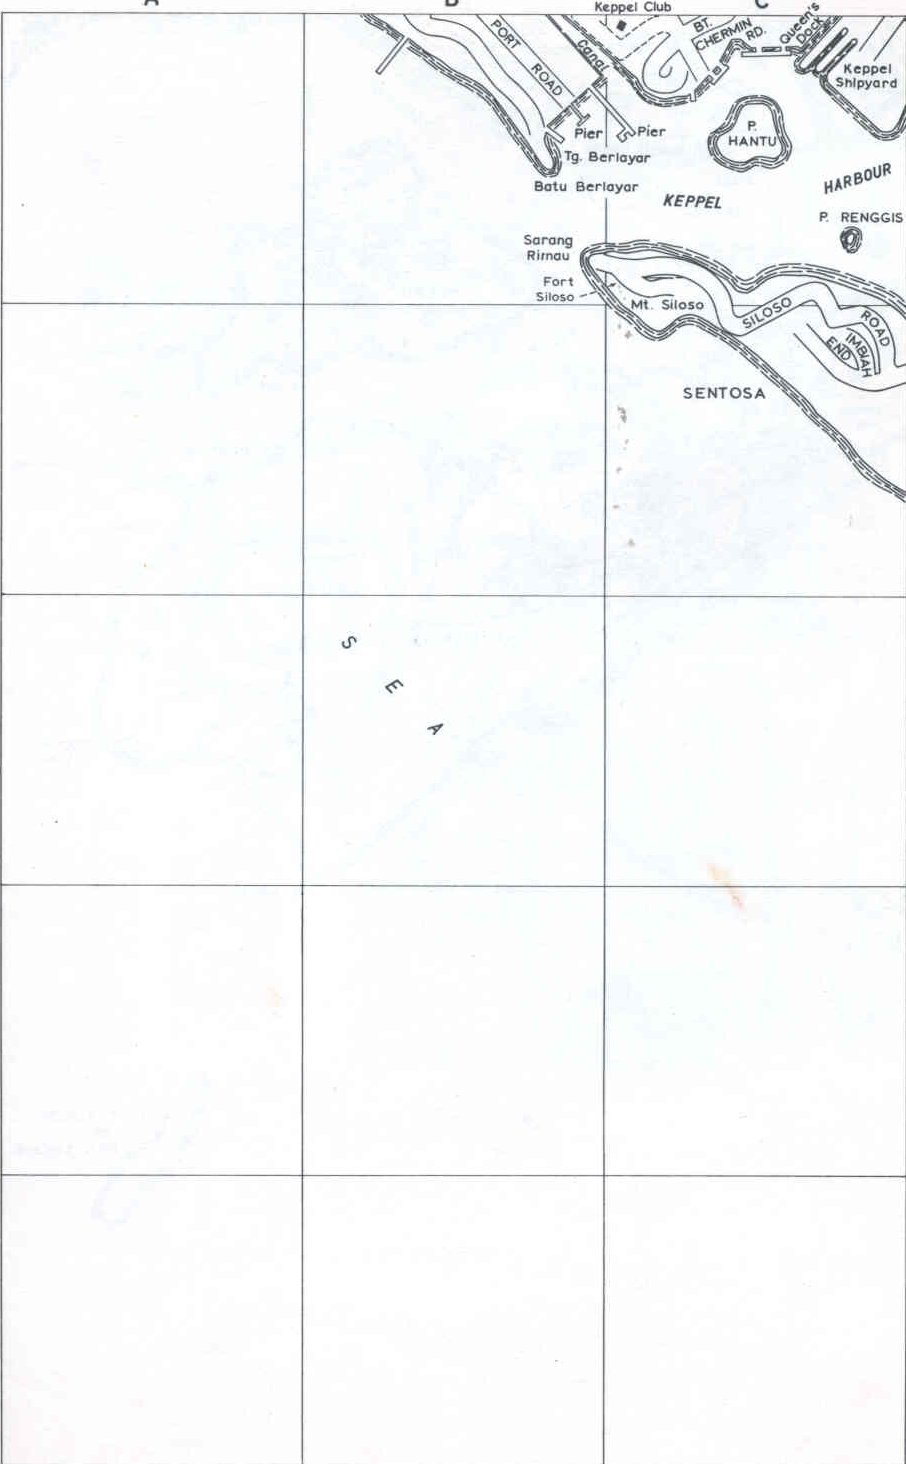 A
B
C
Keppel Club
PORT
ROAD
Canal
BT.
CHERMIN
RD.
Queen's
Dock
Keppel
Shipyard
Pier
Pier
P.
HANTU
Tg. Berlayar
Batu Berlayar
KEPPEL
HARBOUR
P. RENGGIS
Sarang
Rimau
Fort
Siloso
Mt. Siloso
SILOSO
ROAD
IMBIAH
END
SENTOSA
S E A